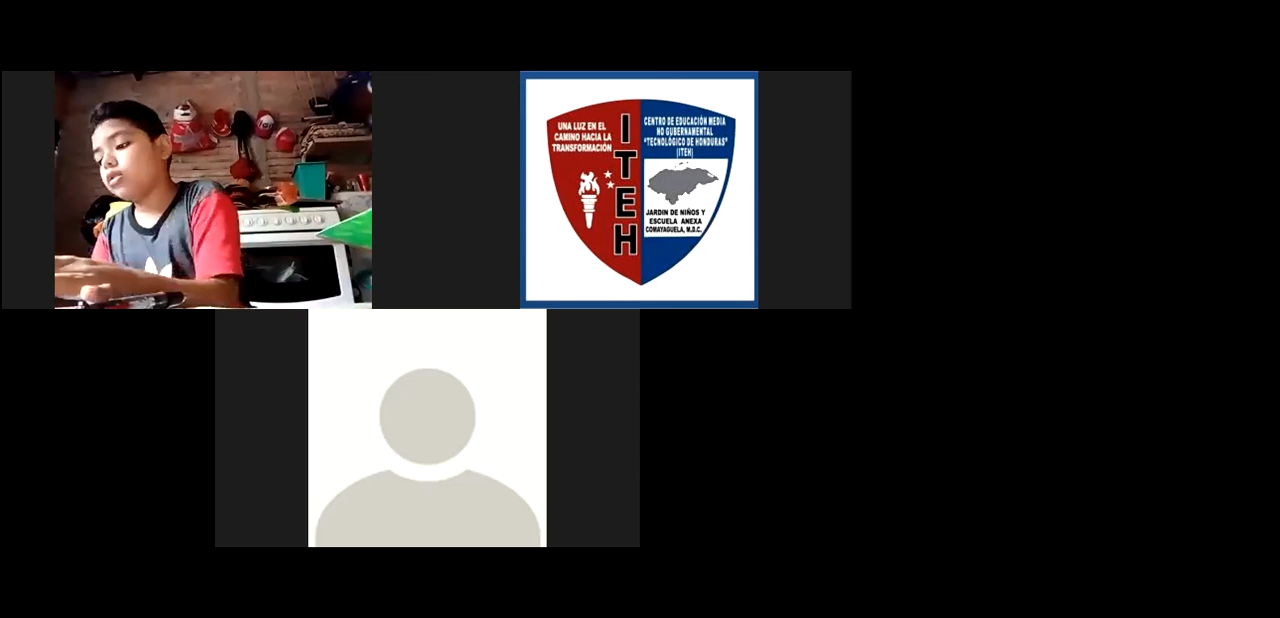 UNA LUZ EN EL
CAMINO HACIA LA
TRANSFORMACIÓN
ITEH
CENTRO DE EDUCACIÓN MEDIA
NO GUBERNAMENTAL
"TECNOLÓGICO DE HONDURAS"
(ITEH)
JARDIN DE NIÑOS Y
ESCUELA ANEXA
COMAYAGUELA, M.D.C.